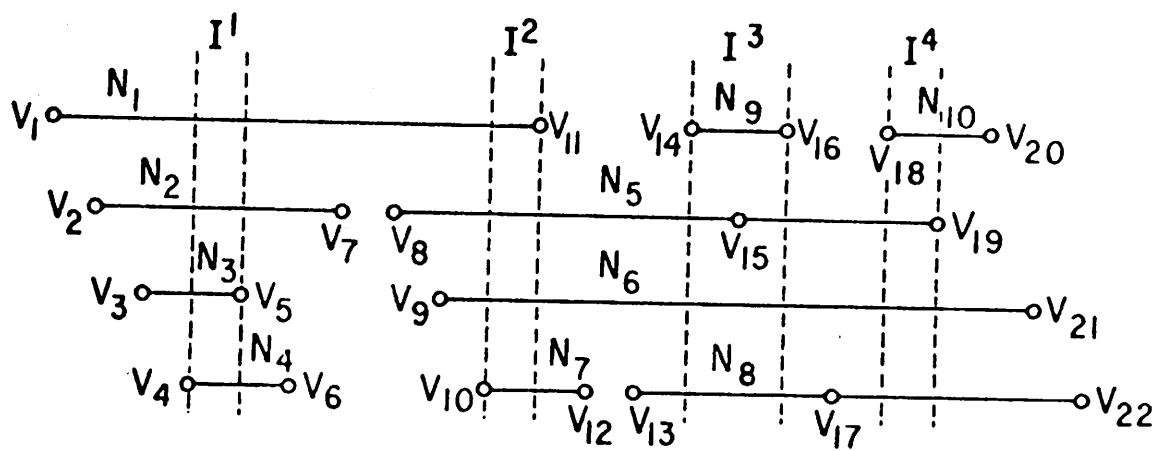 I¹ I² I³ I⁴
N₁ N₉ N₁₀
V₁ V₁₁ V₁₄ V₁₆ V₁₈ V₂₀
N₂ N₅
V₂ V₇ V₈ V₁₅ V₁₉
N₃ N₆
V₃ V₅ V₉ V₂₁
N₄ N₇ N₈
V₄ V₆ V₁₀ V₁₂ V₁₃ V₁₇ V₂₂